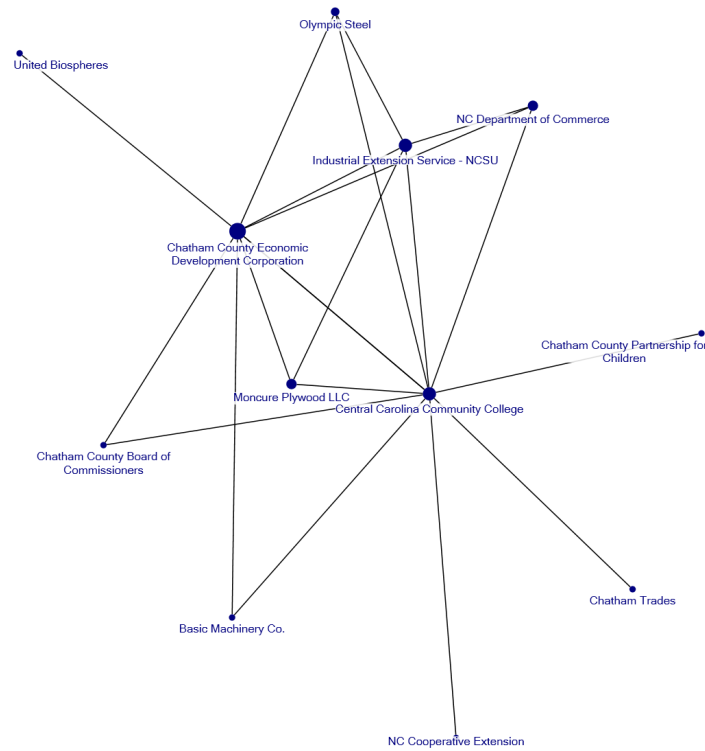 Olympic Steel
United Biospheres
NC Department of Commerce
Industrial Extension Service - NCSU
Chatham County Economic
Development Corporation
Chatham County Partnership for
Children
Moncure Plywood LLC
Central Carolina Community College
Chatham County Board of
Commissioners
Chatham Trades
Basic Machinery Co.
NC Cooperative Extension